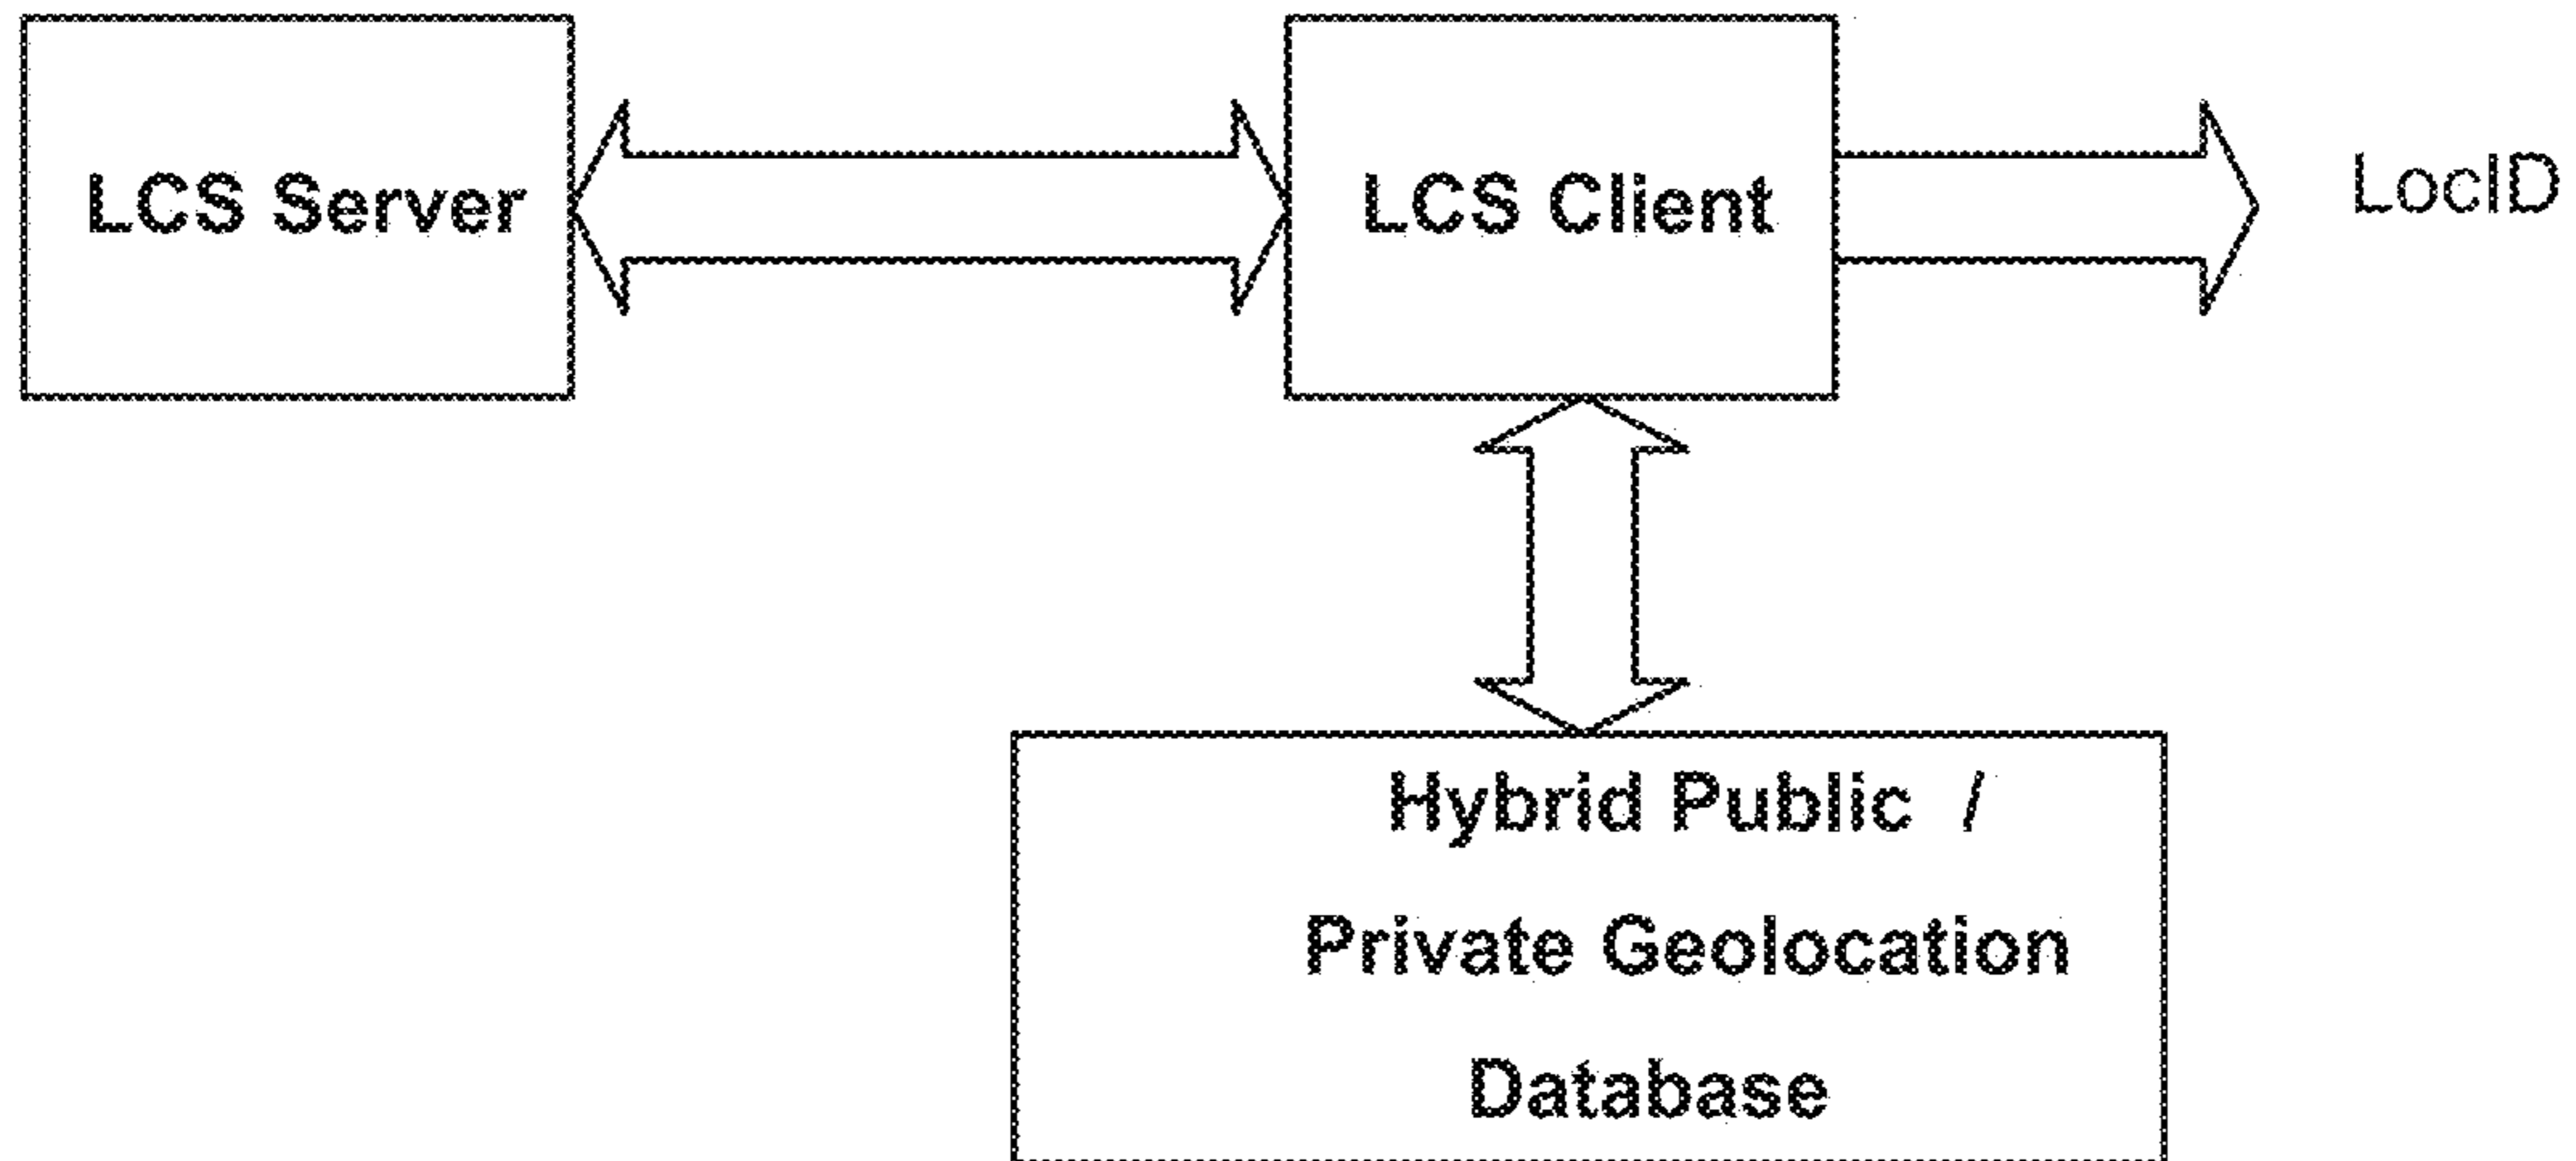 LCS Server
LCS Client
LocID
Hybrid Public /
Private Geolocation
Database